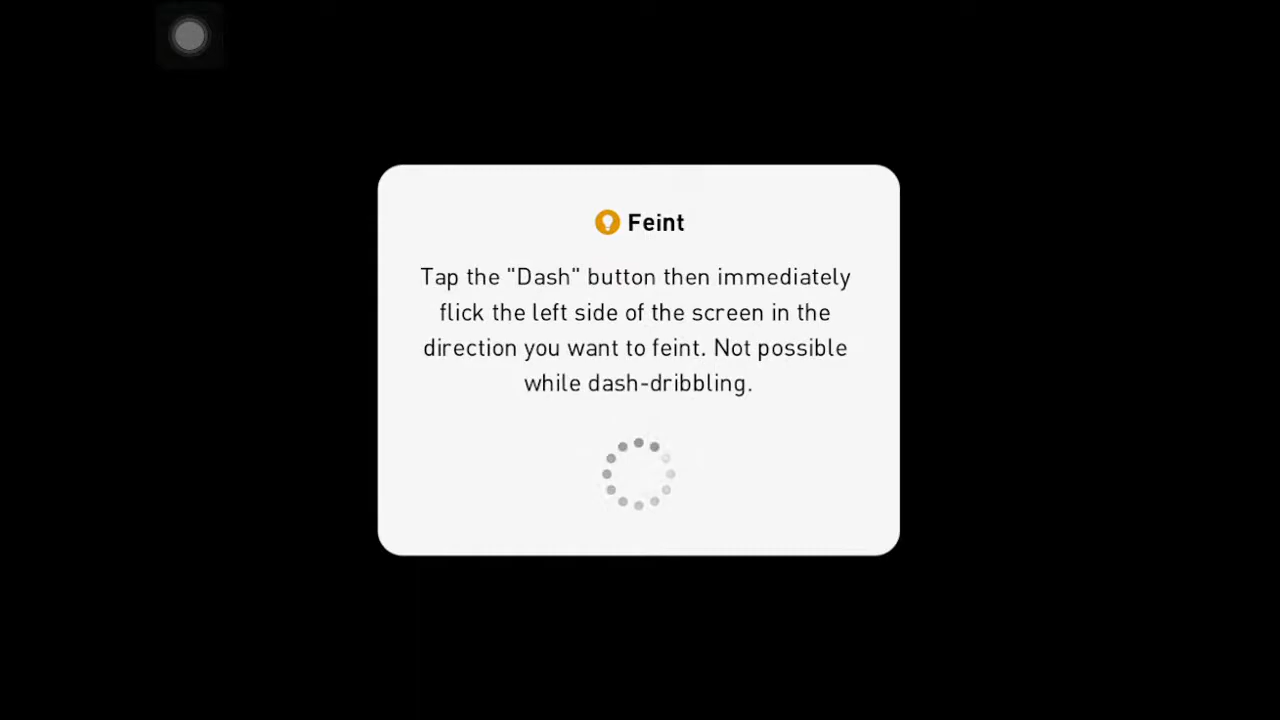 Feint
Tap the "Dash" button then immediately
flick the left side of the screen in the
direction you want to feint. Not possible
while dash-dribbling.